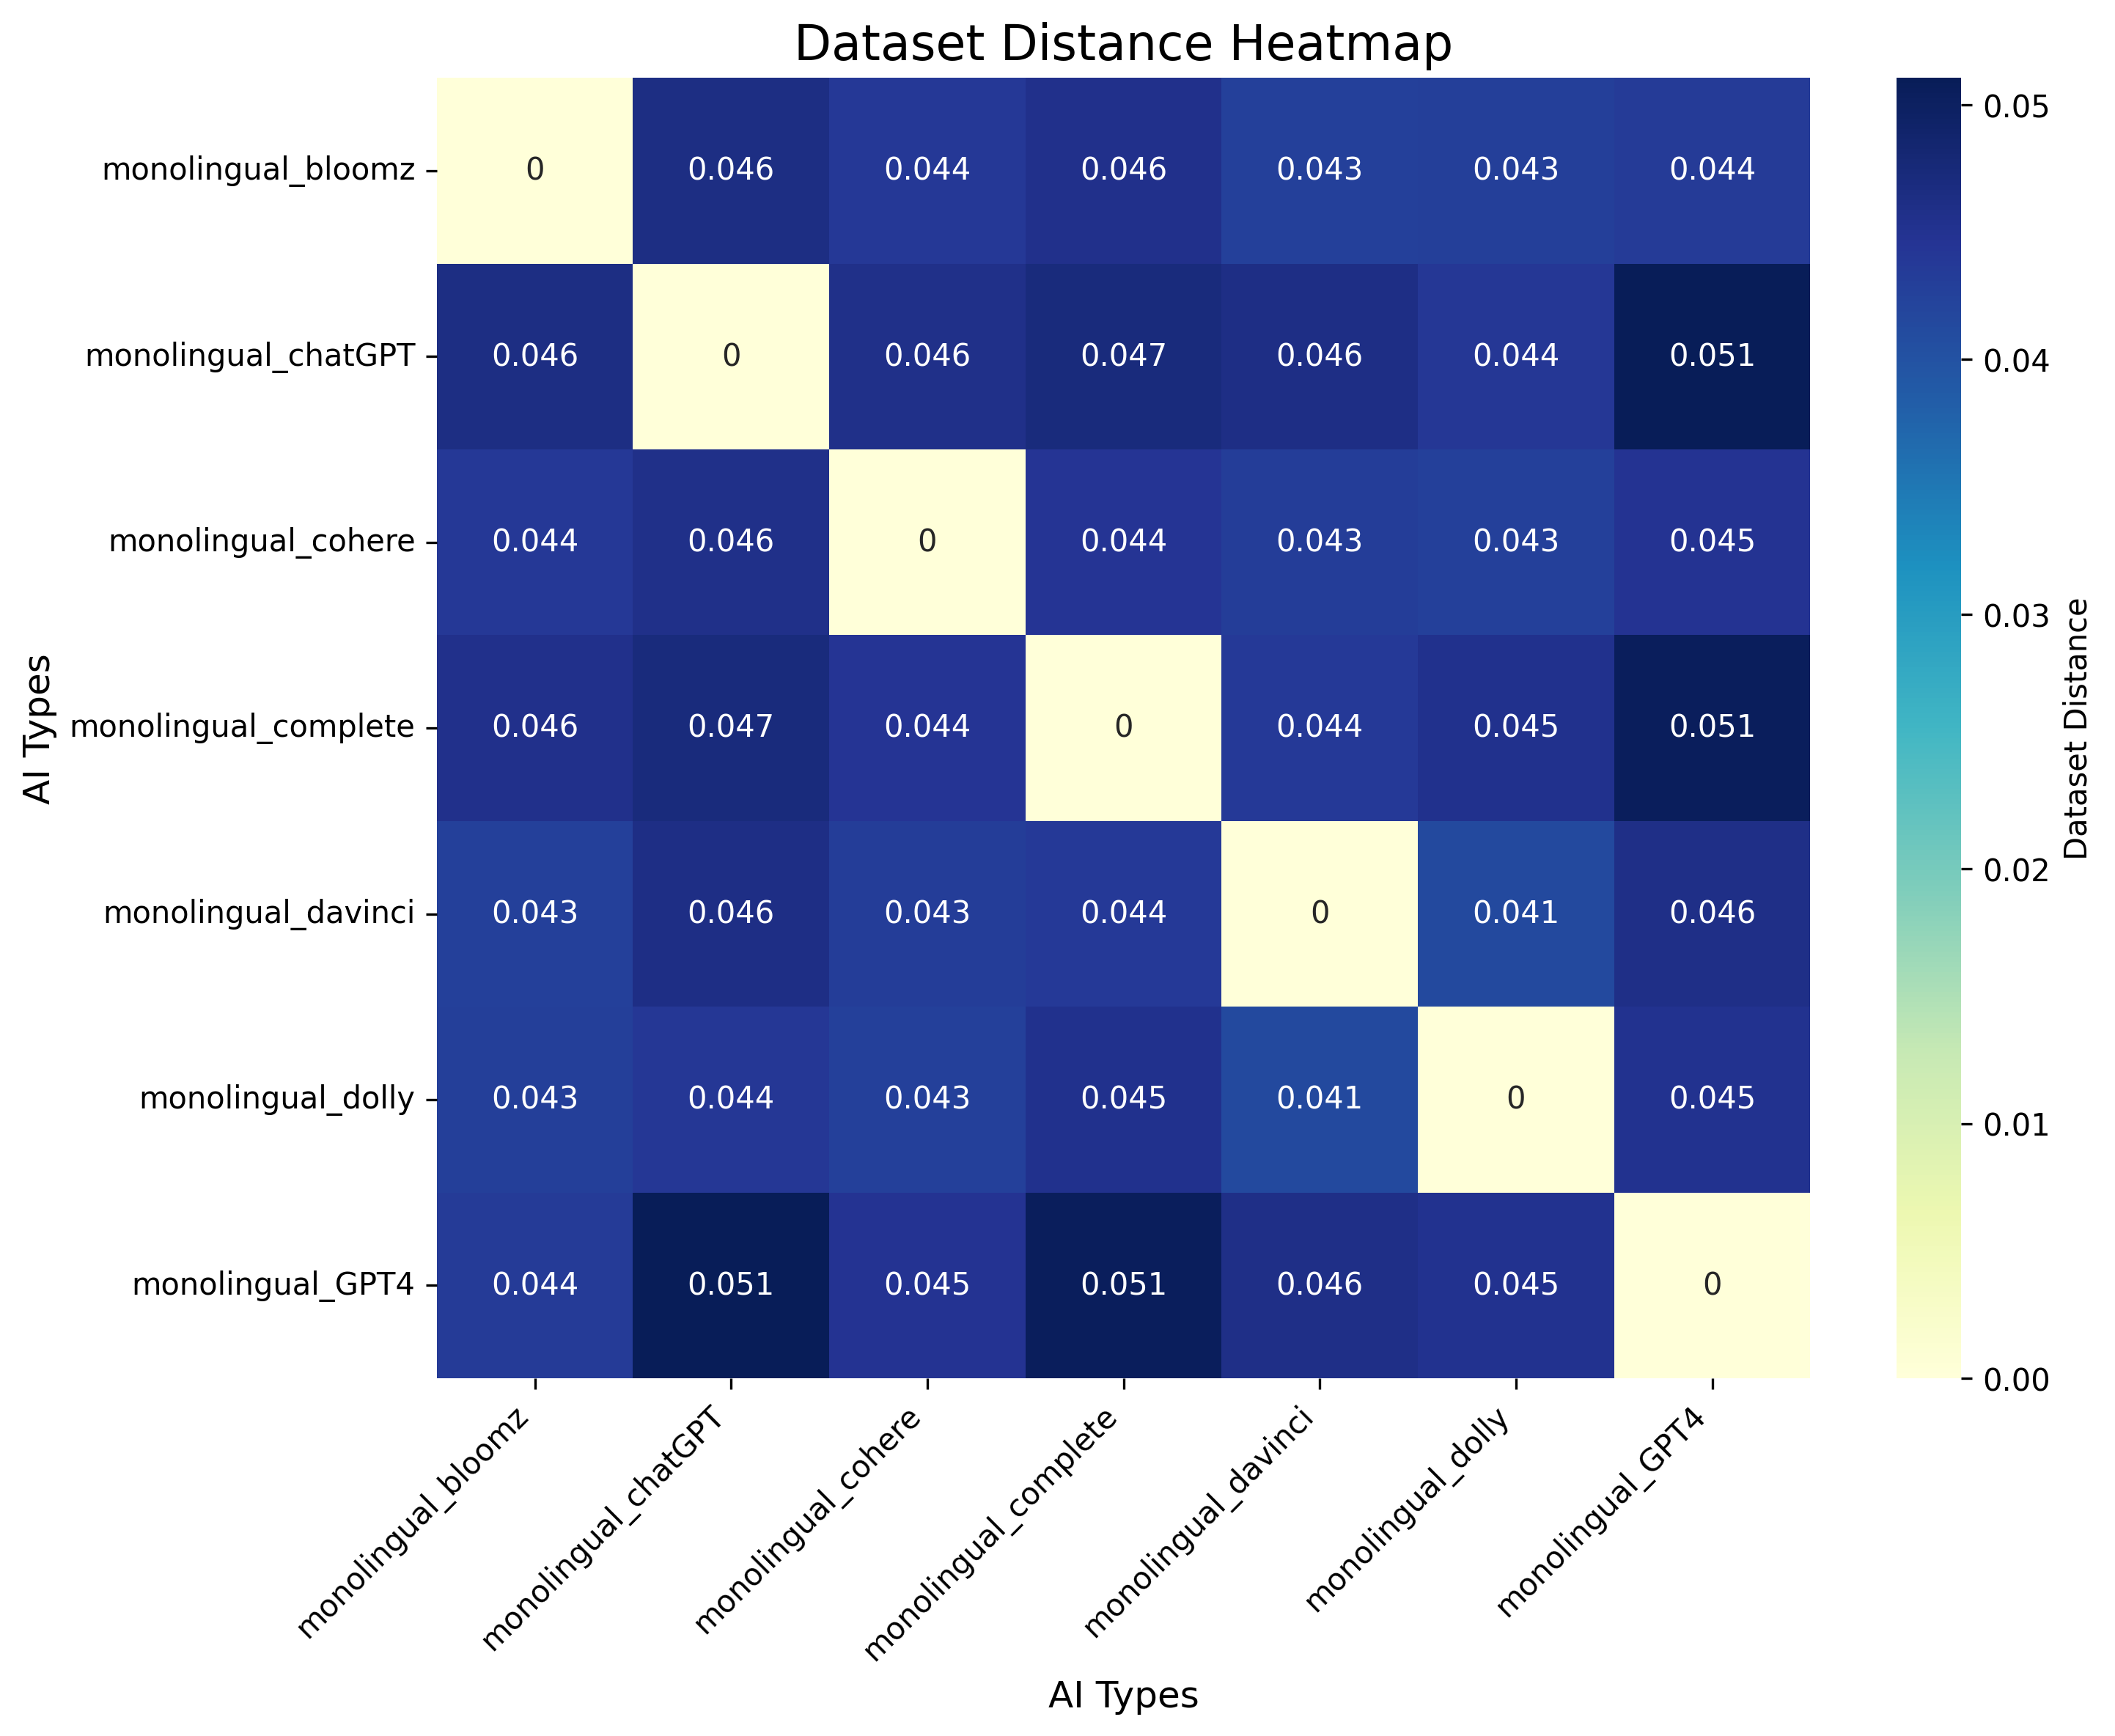 Dataset Distance Heatmap
monolingual_bloomz 0 0.046 0.044 0.046 0.043 0.043 0.044
monolingual_chatGPT 0.046 0 0.046 0.047 0.046 0.044 0.051
monolingual_cohere 0.044 0.046 0 0.044 0.043 0.043 0.045
monolingual_complete 0.046 0.047 0.044 0 0.044 0.045 0.051
monolingual_davinci 0.043 0.046 0.043 0.044 0 0.041 0.046
monolingual_dolly 0.043 0.044 0.043 0.045 0.041 0 0.045
monolingual_GPT4 0.044 0.051 0.045 0.051 0.046 0.045 0
AI Types
monolingual_bloomz
monolingual_chatGPT
monolingual_cohere
monolingual_complete
monolingual_davinci
monolingual_dolly
monolingual_GPT4
AI Types
0.05
0.04
0.03
0.02
0.01
0.00
Dataset Distance